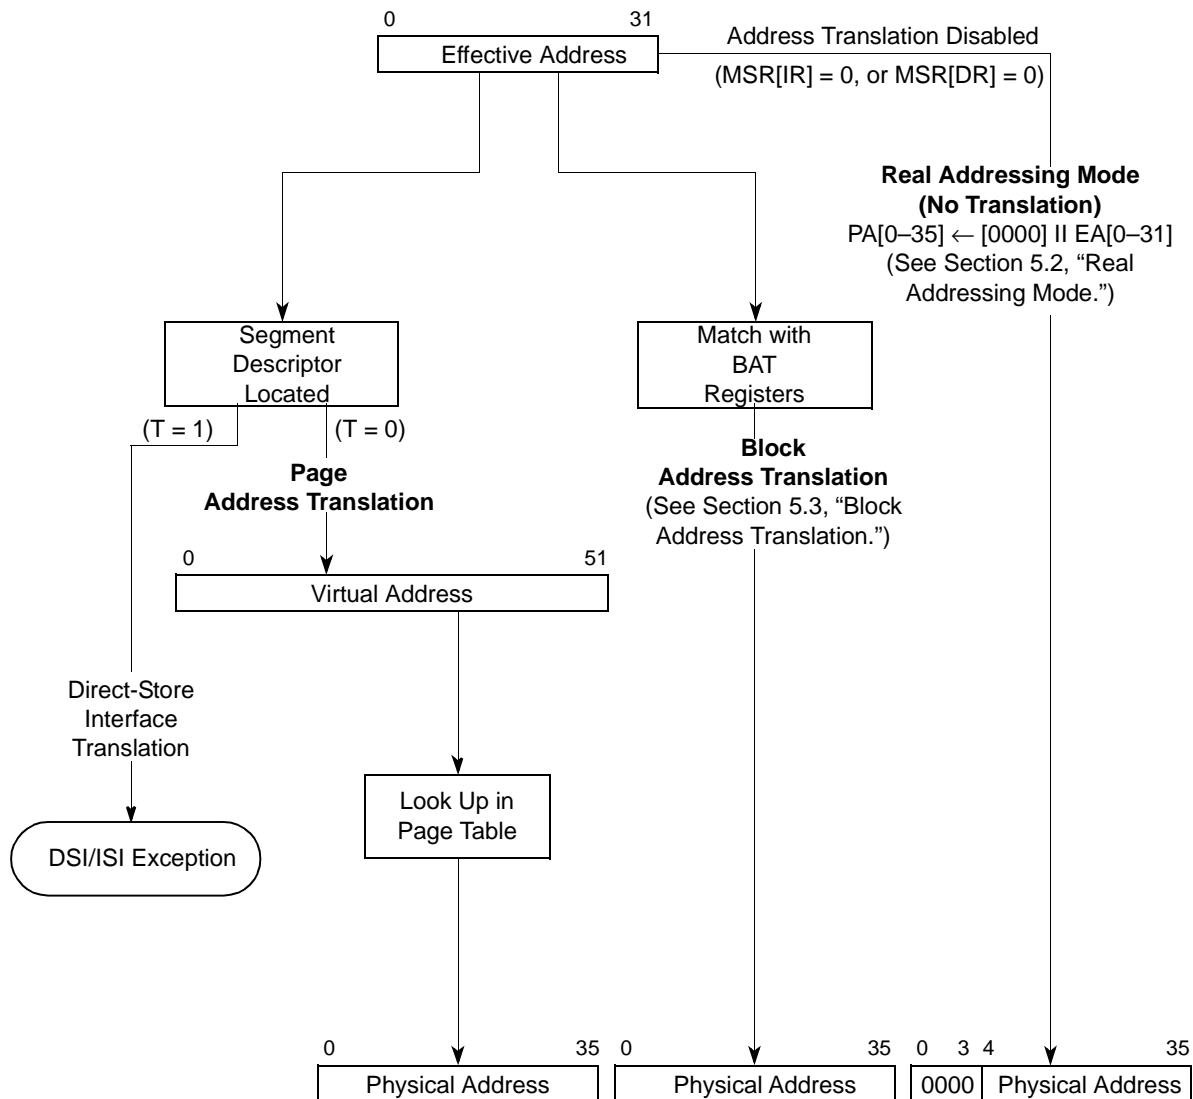 0 31
Effective Address
Address Translation Disabled
(MSR[IR] = 0, or MSR[DR] = 0)
Real Addressing Mode
(No Translation)
PA[0–35] ← [0000] II EA[0–31]
(See Section 5.2, “Real
Addressing Mode.”)
Segment
Descriptor
Located
Match with
BAT
Registers
(T = 1) (T = 0)
Page
Address Translation
Block
Address Translation
(See Section 5.3, “Block
Address Translation.”)
0 51
Virtual Address
Direct-Store
Interface
Translation
Look Up in
Page Table
DSI/ISI Exception
0 35
Physical Address
0 35
Physical Address
0 3 4 35
0000 Physical Address